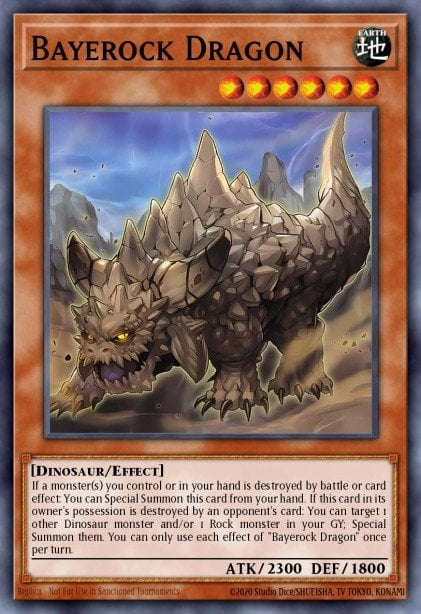 BAYEROCK DRAGON
EARTH
地
[DINOSAUR/EFFECT]
If a monster(s) you control or in your hand is destroyed by battle or card
effect: You can Special Summon this card from your hand. If this card in its
owner's possession is destroyed by an opponent's card: You can target 1
other Dinosaur monster and/or 1 Rock monster in your GY; Special
Summon them. You can only use each effect of "Bayerock Dragon" once
per turn.
ATK/2300 DEF/1800
Replica - Not For Use in Sanctioned Tournaments
©2020 Studio Dice/SHUEISHA, TV TOKYO, KONAMI